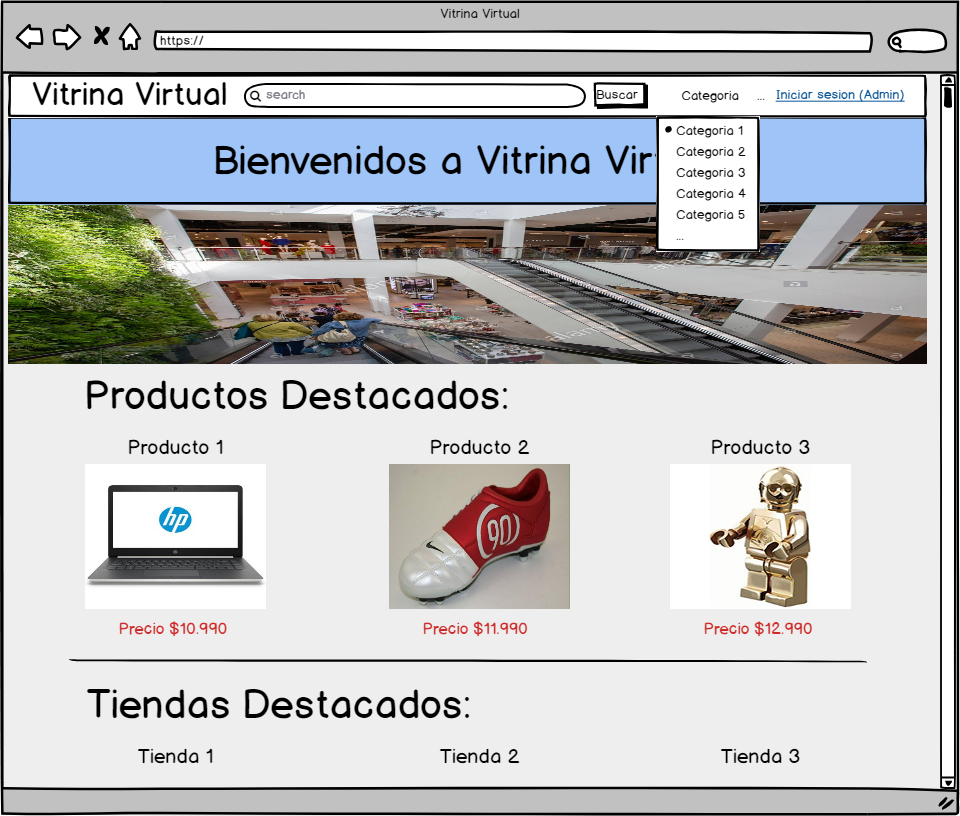 Vitrina Virtual
https://
Vitrina Virtual
search
Buscar
Categoria
...
Iniciar sesion (Admin)
Categoria 1
Categoria 2
Categoria 3
Categoria 4
Categoria 5
...
Bienvenidos a Vitrina Vir
Productos Destacados:
Producto 1
Producto 2
Producto 3
hp
(90)
Precio $10.990
Precio $11.990
Precio $12.990
Tiendas Destacados:
Tienda 1
Tienda 2
Tienda 3